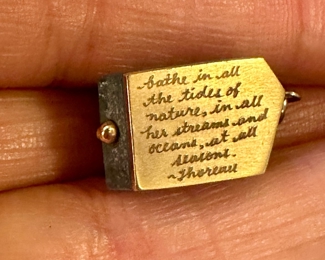 bathe in all
the tides of
nature, in all
her streams and
oceans, at all
seasons.
~Thoreau